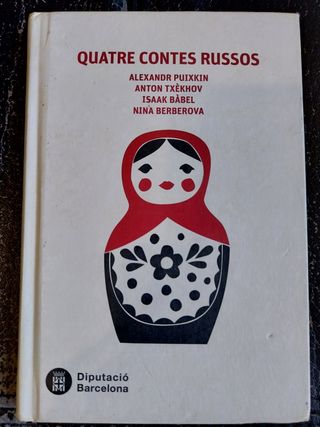 QUATRE CONTES RUSSOS
ALEXANDR PUIXKIN
ANTON TXÈKHOV
ISAAK BÀBEL
NINA BERBEROVA
Diputació
Barcelona